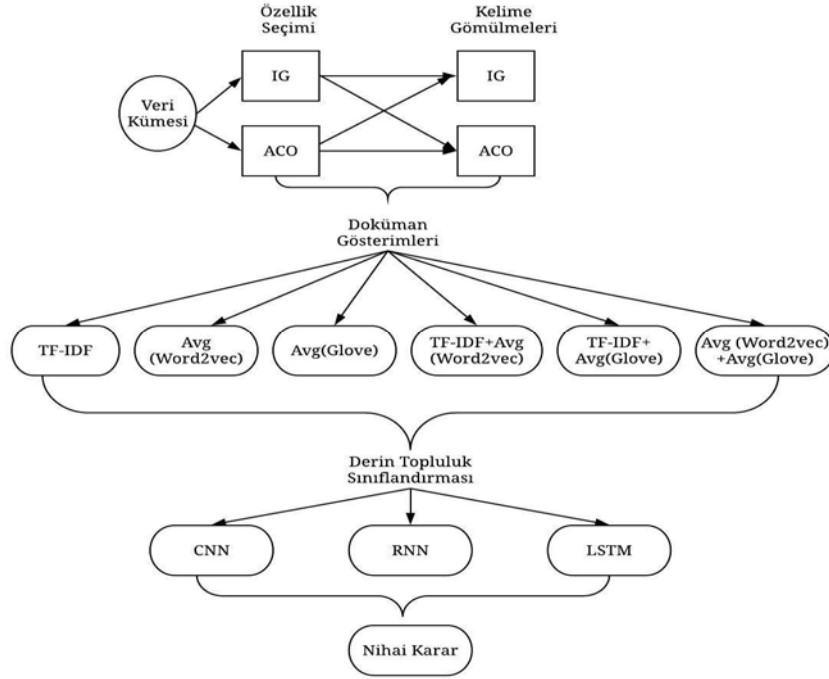 Özellik
Seçimi
Kelime
Gömülmeleri
IG
IG
Veri
Kümesi
ACO
ACO
Doküman
Gösterimleri
TF-IDF
Avg
(Word2vec)
Avg(Glove)
TF-IDF+Avg
(Word2vec)
TF-IDF+
Avg(Glove)
Avg (Word2vec)
+Avg(Glove)
Derin Topluluk
Sınıflandırması
CNN
RNN
LSTM
Nihai Karar